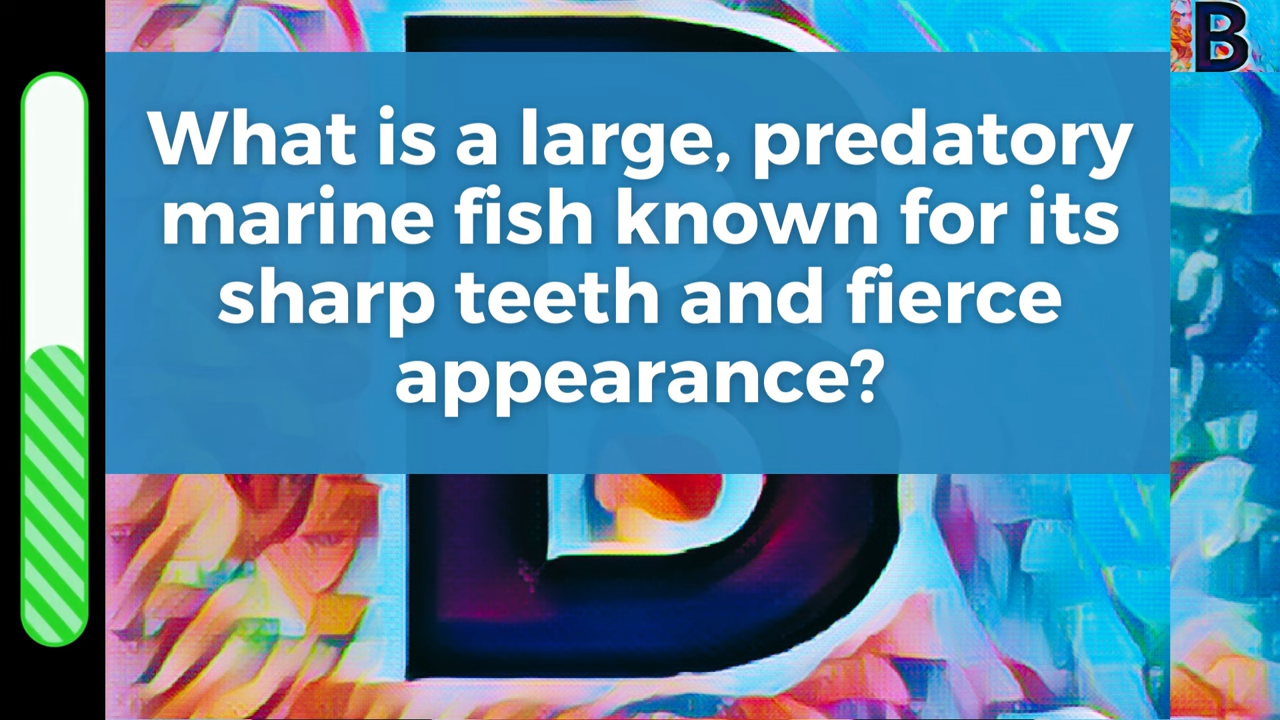 B
What is a large, predatory
marine fish known for its
sharp teeth and fierce
appearance?
B